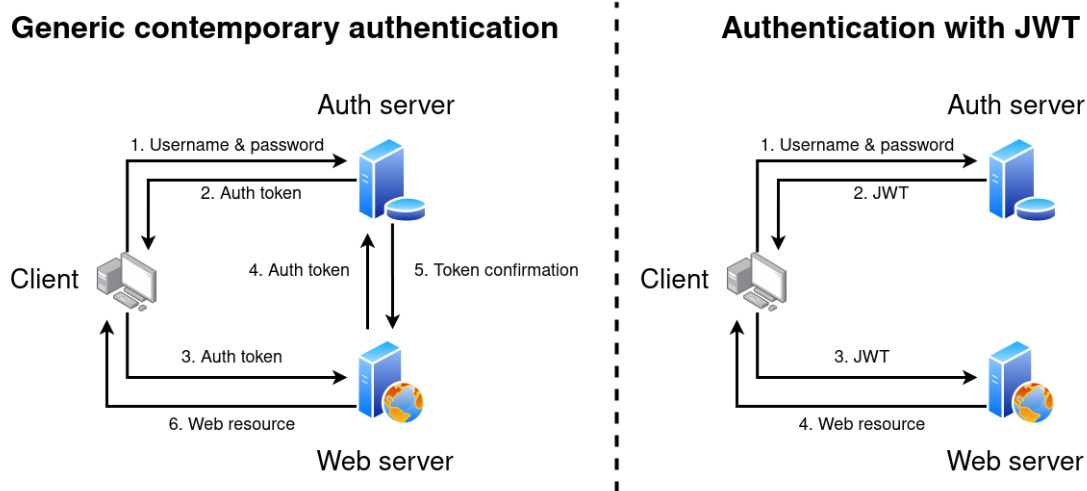 Generic contemporary authentication
Auth server
1. Username & password
2. Auth token
Client
4. Auth token
5. Token confirmation
3. Auth token
6. Web resource
Web server
Authentication with JWT
Auth server
1. Username & password
2. JWT
Client
3. JWT
4. Web resource
Web server